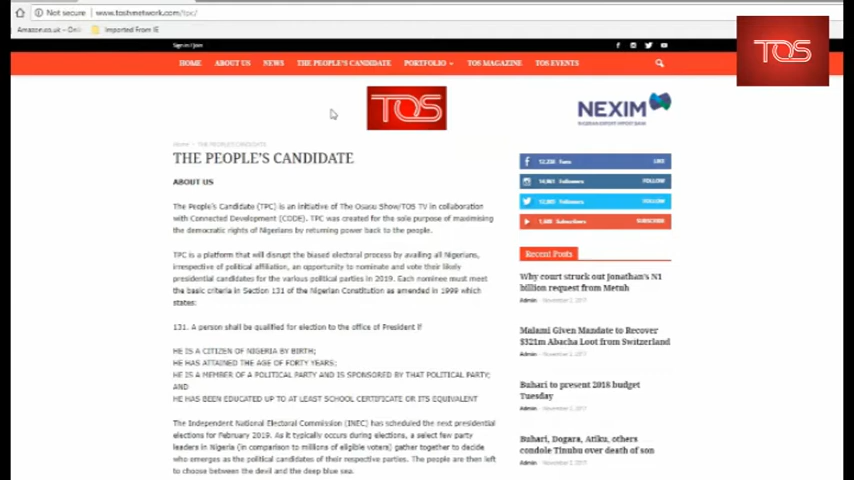 Not secure www.toshmetwork.com/tpc/
Amazon.co.uk – Onli
Imported From IE
Sign in / Join
HOME ABOUT US NEWS THE PEOPLE'S CANDIDATE PORTFOLIO TOS MAGAZINE TOS EVENTS
TOS
TOS
NEXIM
NIGERIAN EXPORT-IMPORT BANK
Home THE PEOPLE'S CANDIDATE
THE PEOPLE'S CANDIDATE
ABOUT US
The People's Candidate (TPC) is an initiative of The Osasu Show/TOS TV in collaboration
with Connected Development (CODE). TPC was created for the sole purpose of maximising
the democratic rights of Nigerians by returning power back to the people.
TPC is a platform that will disrupt the biased electoral process by availing all Nigerians,
irrespective of political affiliation, an opportunity to nominate and vote their likely
presidential candidates for the various political parties in 2019. Each nominee must meet
the basic criteria in Section 131 of the Nigerian Constitution as amended in 1999 which
states:
131. A person shall be qualified for election to the office of President if
HE IS A CITIZEN OF NIGERIA BY BIRTH;
HE HAS ATTAINED THE AGE OF FORTY YEARS;
HE IS A MEMBER OF A POLITICAL PARTY AND IS SPONSORED BY THAT POLITICAL PARTY;
AND
HE HAS BEEN EDUCATED UP TO AT LEAST SCHOOL CERTIFICATE OR ITS EQUIVALENT
The Independent National Electoral Commission (INEC) has scheduled the next presidential
elections for February 2019. As it typically occurs during elections, a select few party
leaders in Nigeria (in comparison to millions of eligible voters) gather together to decide
who emerges as the political candidates of their respective parties. The people are then left
to choose between the devil and the deep blue sea.
Fans LIKE
Followers FOLLOW
Followers FOLLOW
Subscribers SUBSCRIBE
Recent Posts
Why court struck out Jonathan's N1
billion request from Metuh
Admin - November 2, 2017
Malami Given Mandate to Recover
$321m Abacha Loot from Switzerland
Admin - November 2, 2017
Buhari to present 2018 budget
Tuesday
Admin - November 2, 2017
Buhari, Dogara, Atiku, others
condole Tinubu over death of son
Admin - November 2, 2017